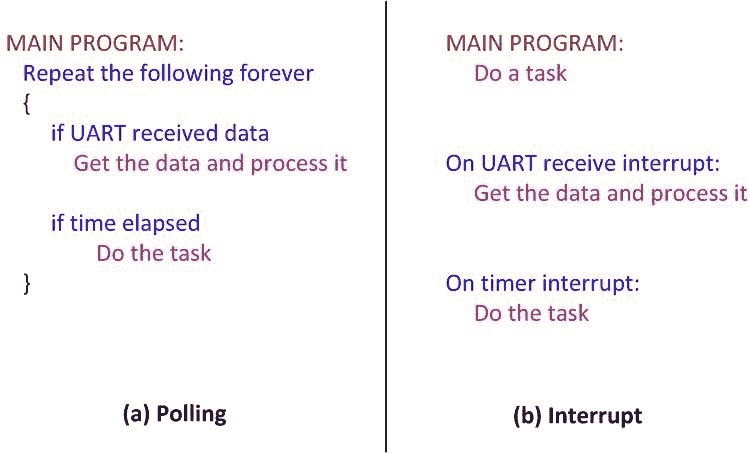 MAIN PROGRAM:
Repeat the following forever
{
if UART received data
Get the data and process it
if time elapsed
Do the task
}
(a) Polling
MAIN PROGRAM:
Do a task
On UART receive interrupt:
Get the data and process it
On timer interrupt:
Do the task
(b) Interrupt